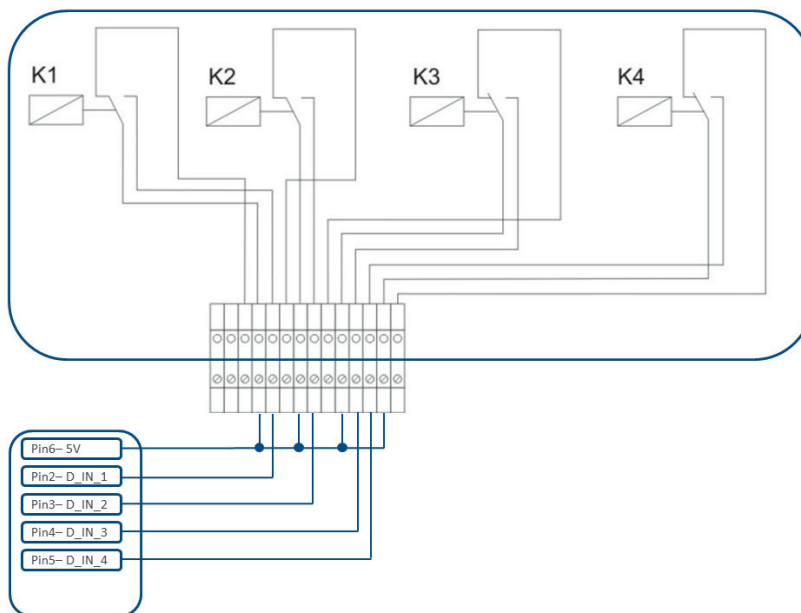 K1
K2
K3
K4
Pin6– 5V
Pin2– D_IN_1
Pin3– D_IN_2
Pin4– D_IN_3
Pin5– D_IN_4